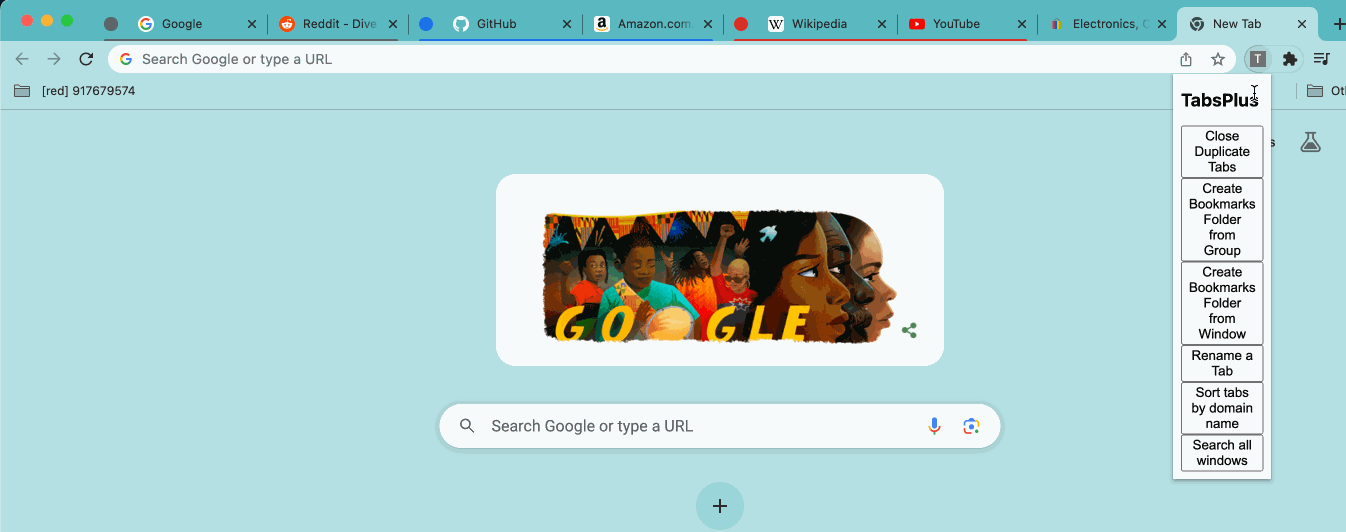 Google
Reddit - Dive
GitHub
Amazon.com.
Wikipedia
YouTube
Electronics, C
New Tab
Search Google or type a URL
T
[red] 917679574
Oth
TabsPlus
Close
Duplicate
Tabs
Create
Bookmarks
Folder
from
Group
Create
Bookmarks
Folder
from
Window
Rename a
Tab
Sort tabs
by domain
name
Search all
windows
s
GOOGLE
Search Google or type a URL